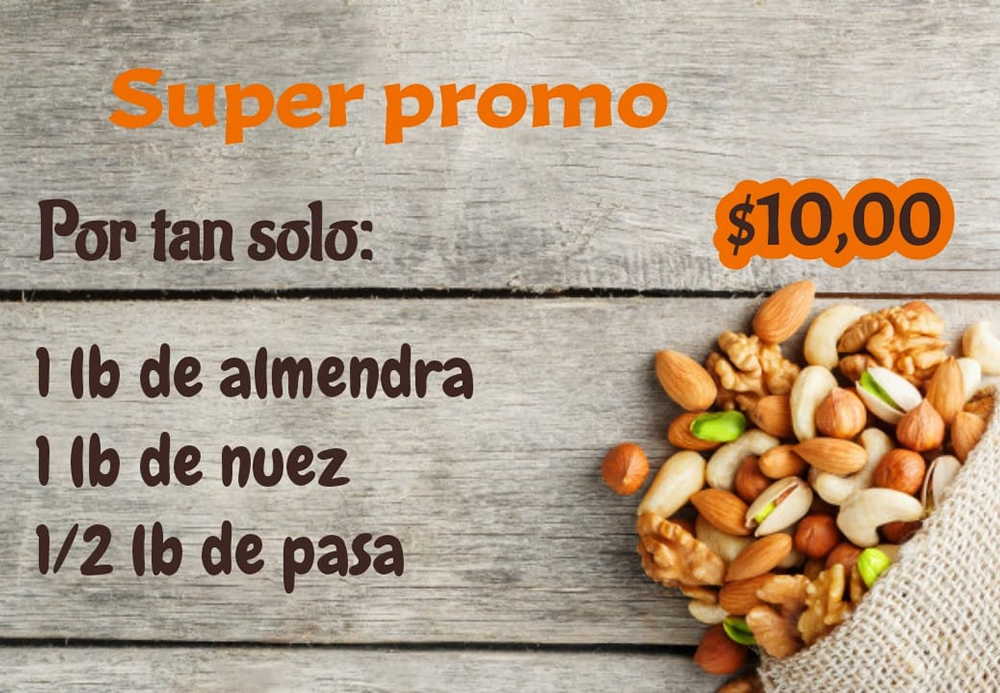 Super promo
Por tan solo:
$10,00
1 lb de almendra
1 lb de nuez
1/2 lb de pasa